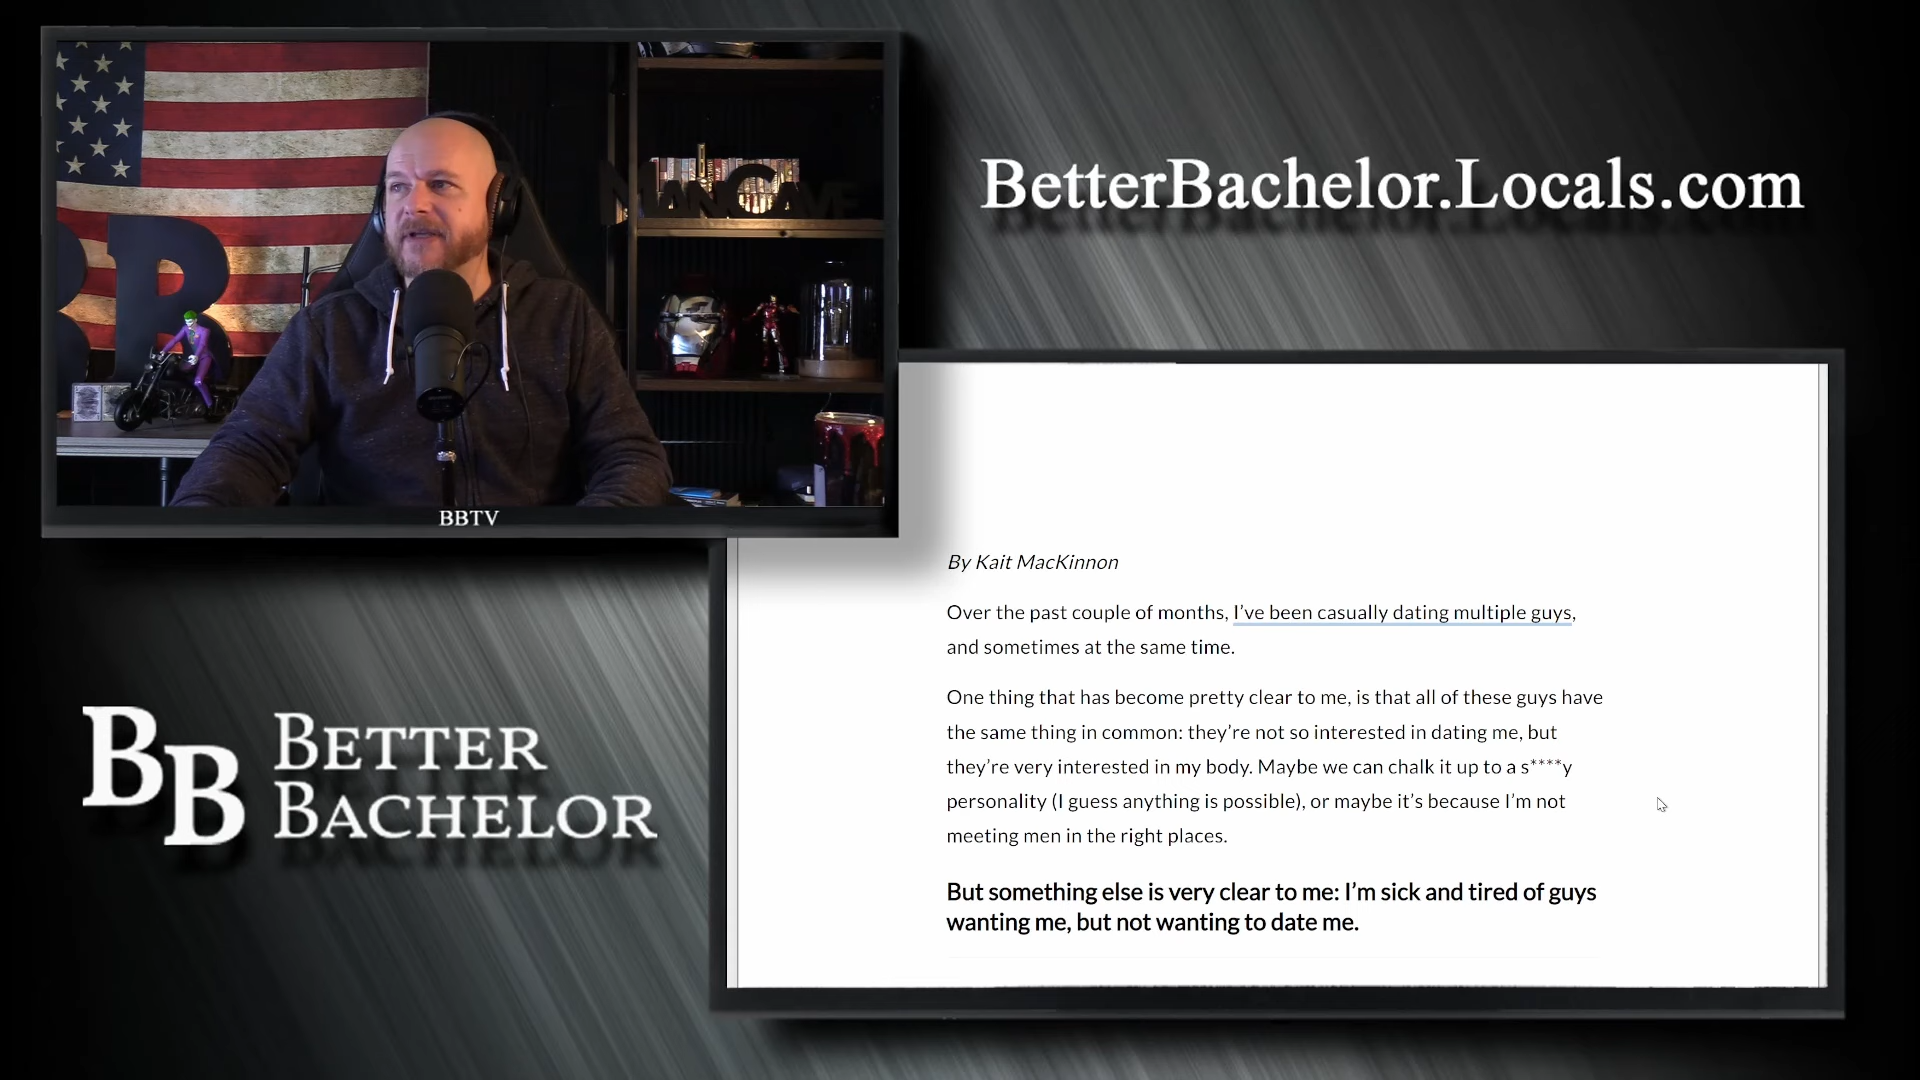 BetterBachelor.Locals.com
MANCAVE
BBTV
By Kait MacKinnon
Over the past couple of months, I’ve been casually dating multiple guys,
and sometimes at the same time.
One thing that has become pretty clear to me, is that all of these guys have
the same thing in common: they’re not so interested in dating me, but
they’re very interested in my body. Maybe we can chalk it up to a s****y
personality (I guess anything is possible), or maybe it’s because I’m not
meeting men in the right places.
But something else is very clear to me: I’m sick and tired of guys
wanting me, but not wanting to date me.
BB
BETTER
BACHELOR